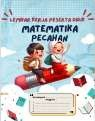 LEMBAR KERJA PESERTA DIDIK
MATEMATIKA
PECAHAN